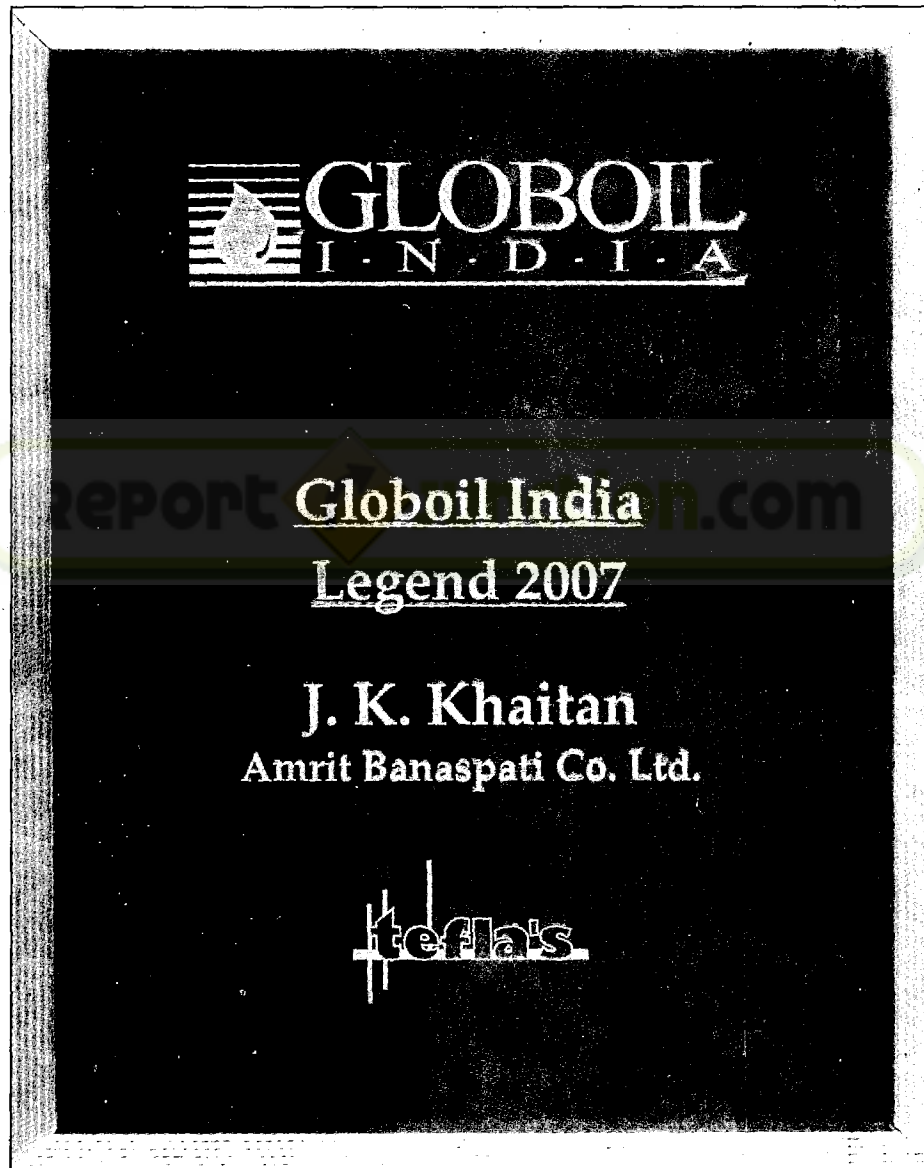 GLOBOIL
I · N · D · I · A
Globoil India
Legend 2007
J. K. Khaitan
Amrit Banaspati Co. Ltd.
tefla's